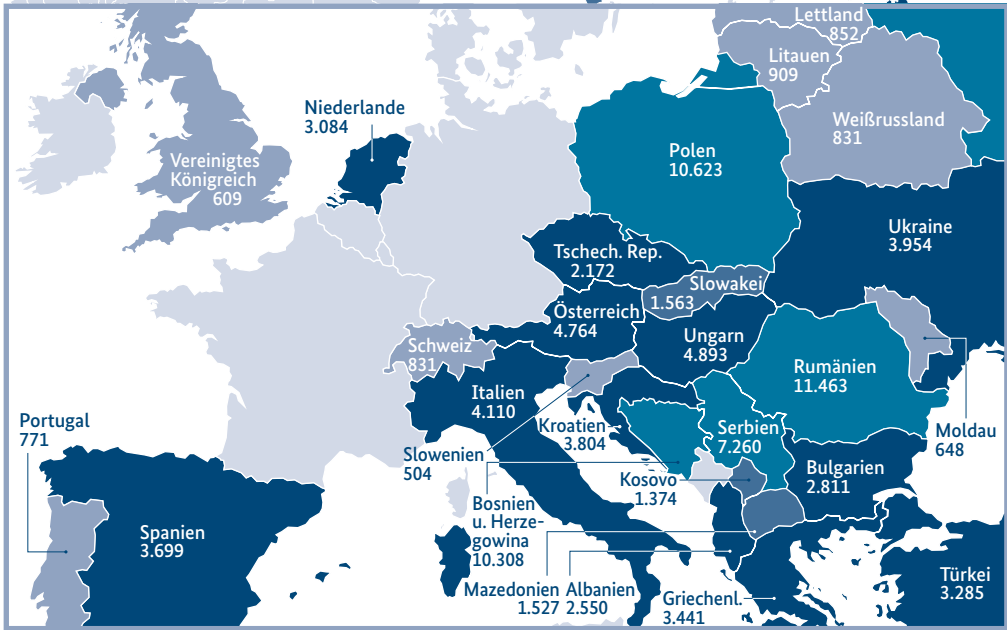 Lettland
852
Litauen
909
Weißrussland
831
Niederlande
3.084
Vereinigtes
Königreich
609
Polen
10.623
Ukraine
3.954
Tschech. Rep.
2.172
Slowakei
1.563
Österreich
4.764
Ungarn
4.893
Schweiz
831
Rumänien
11.463
Italien
4.110
Portugal
771
Kroatien
3.804
Serbien
7.260
Moldau
648
Slowenien
504
Kosovo
1.374
Bulgarien
2.811
Bosnien
u. Herze-
gowina
10.308
Spanien
3.699
Mazedonien
1.527
Albanien
2.550
Griechenl.
3.441
Türkei
3.285